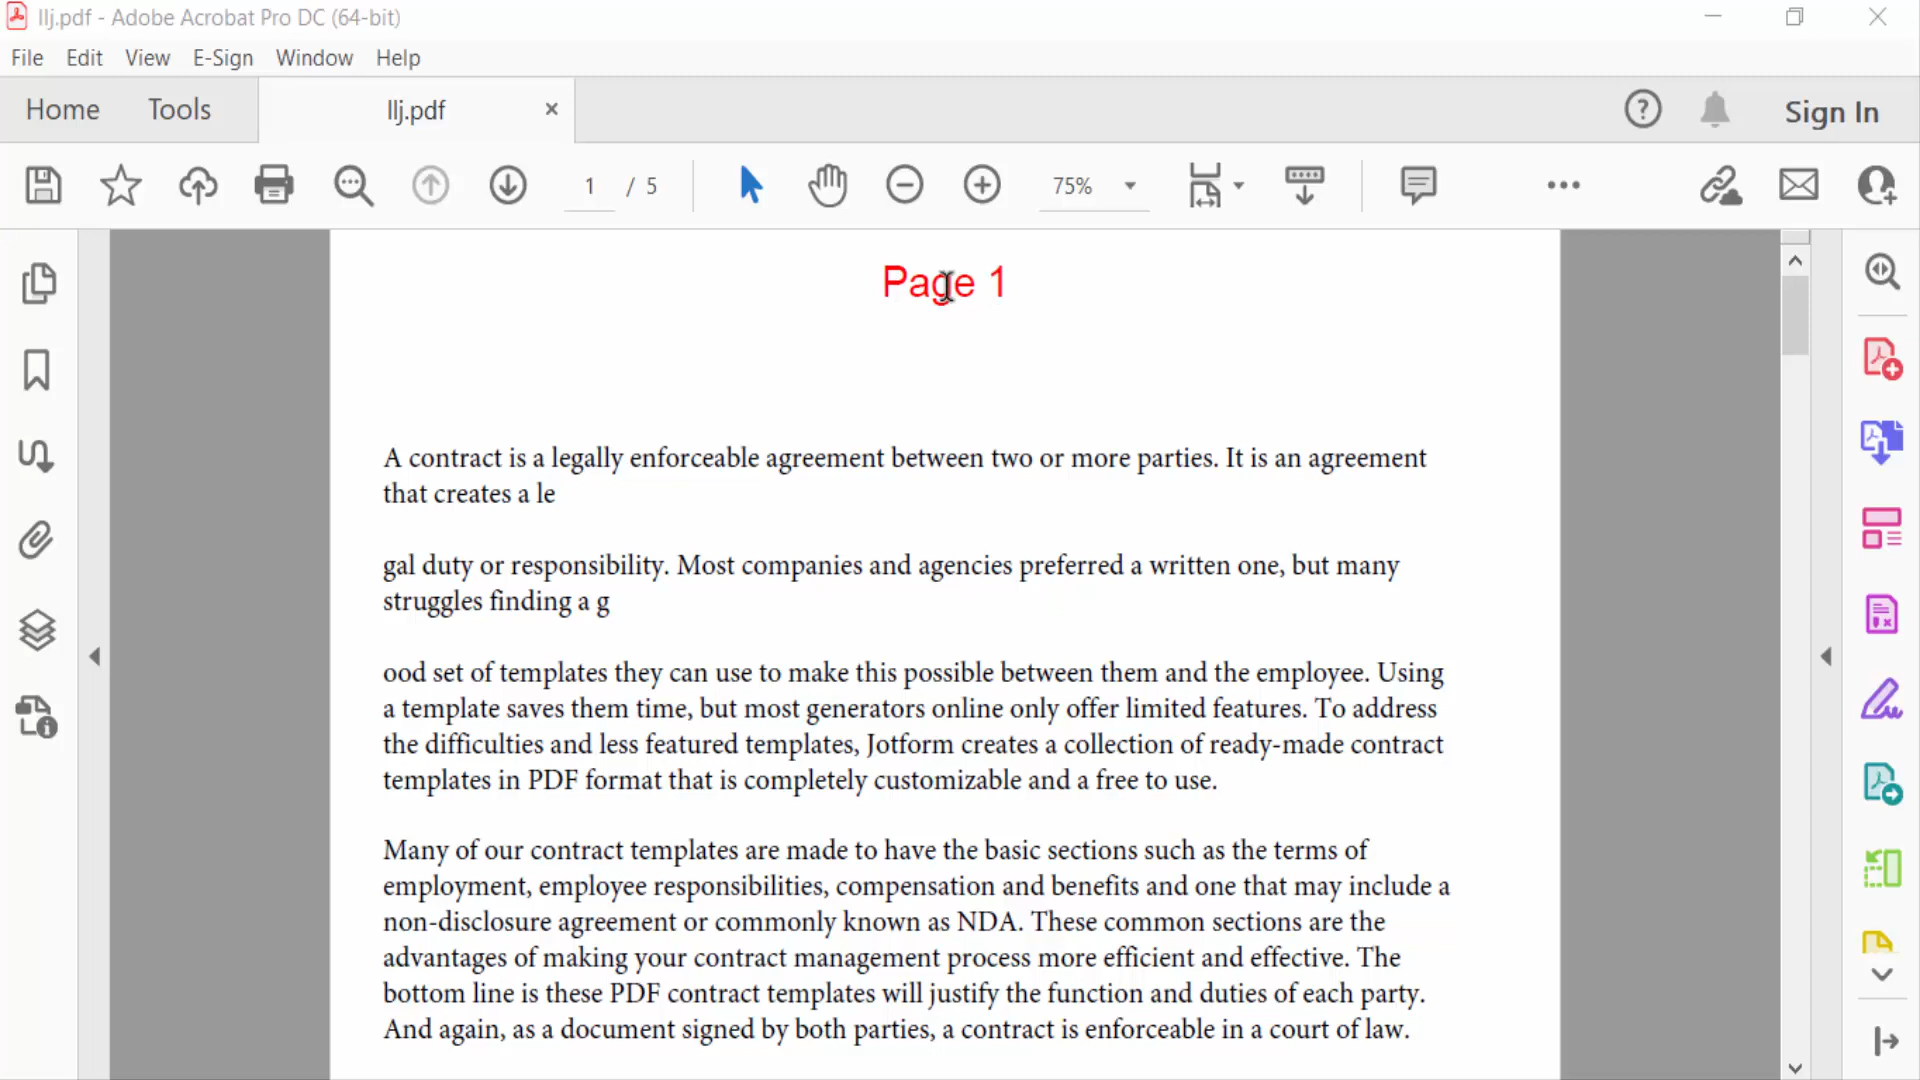 llj.pdf - Adobe Acrobat Pro DC (64-bit)
File Edit View E-Sign Window Help
Home Tools llj.pdf Sign In
1 / 5 75%
Page 1
A contract is a legally enforceable agreement between two or more parties. It is an agreement
that creates a le
gal duty or responsibility. Most companies and agencies preferred a written one, but many
struggles finding a g
ood set of templates they can use to make this possible between them and the employee. Using
a template saves them time, but most generators online only offer limited features. To address
the difficulties and less featured templates, Jotform creates a collection of ready-made contract
templates in PDF format that is completely customizable and a free to use.
Many of our contract templates are made to have the basic sections such as the terms of
employment, employee responsibilities, compensation and benefits and one that may include a
non-disclosure agreement or commonly known as NDA. These common sections are the
advantages of making your contract management process more efficient and effective. The
bottom line is these PDF contract templates will justify the function and duties of each party.
And again, as a document signed by both parties, a contract is enforceable in a court of law.